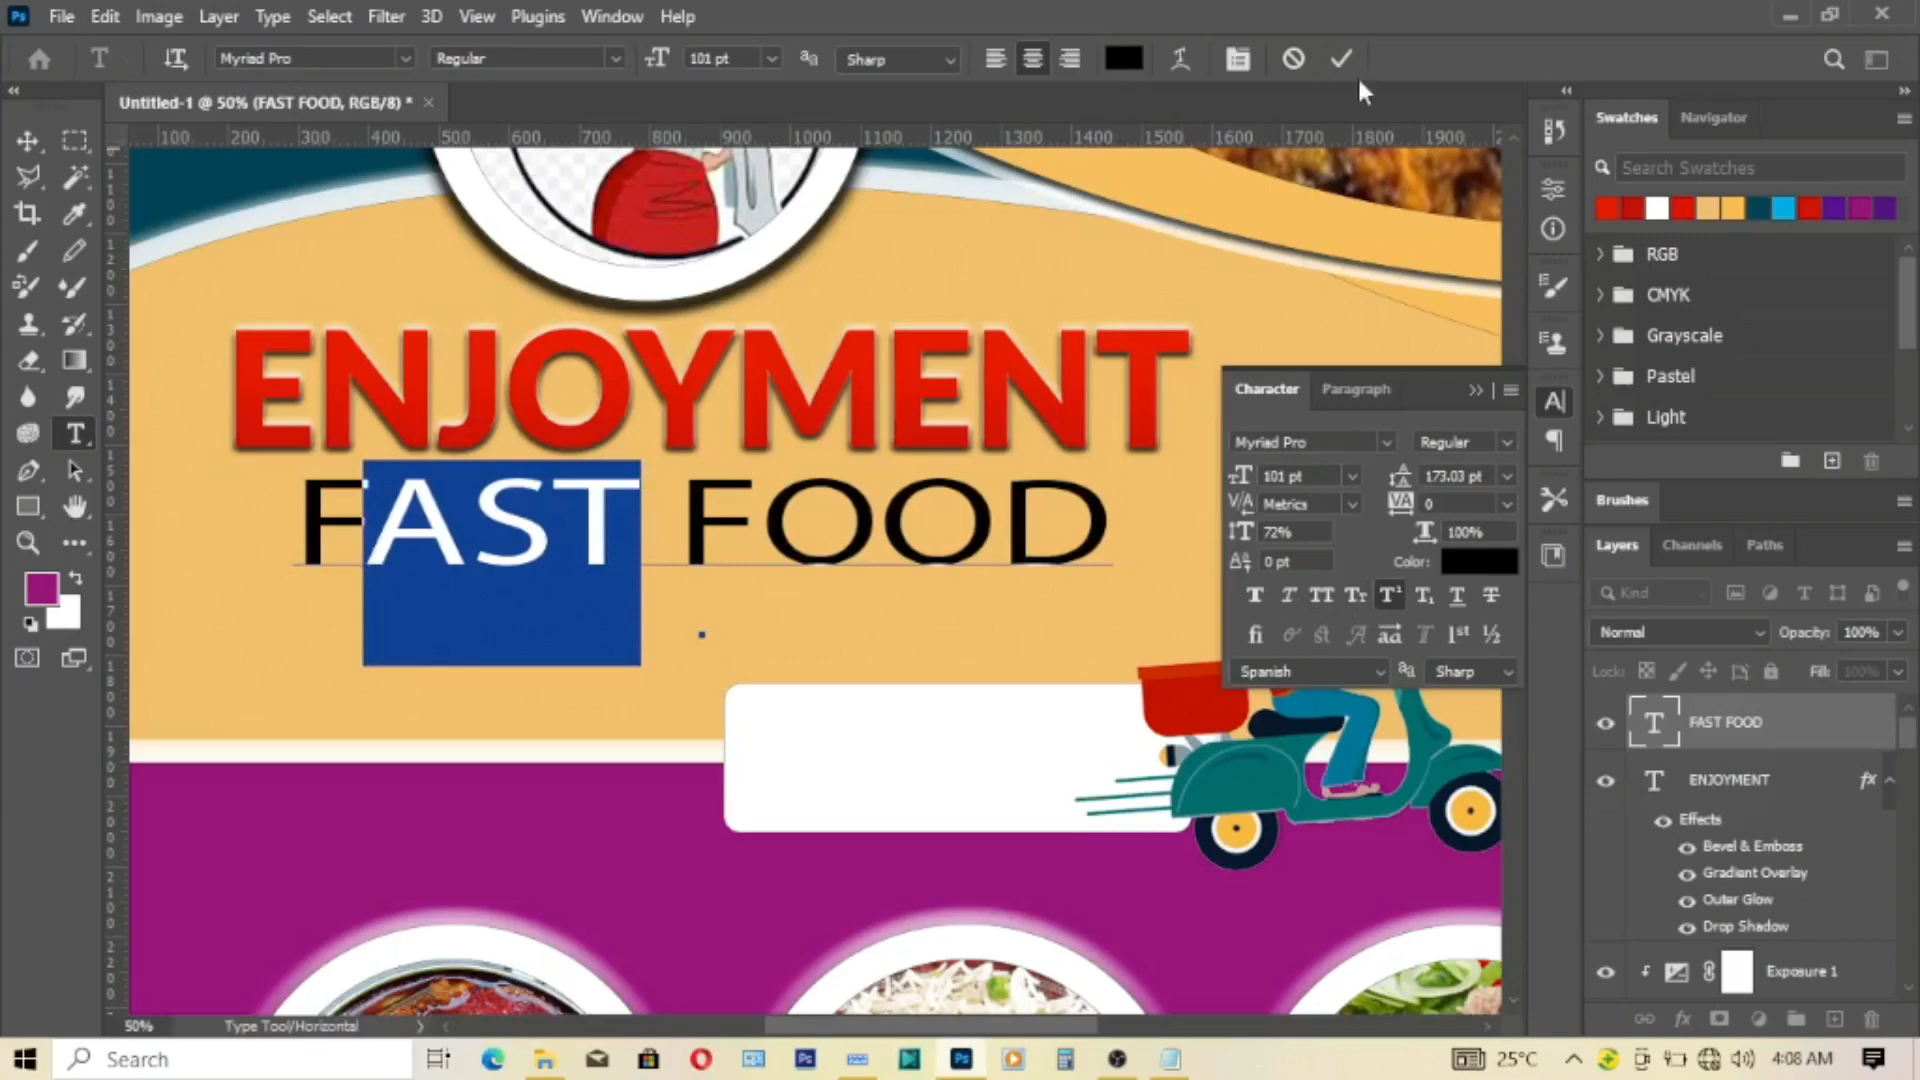 File Edit Image Layer Type Select Filter 3D View Plugins Window Help
Myriad Pro Regular 101 pt Sharp
Untitled-1 @ 50% (FAST FOOD, RGB/8) *
100 200 300 400 500 600 700 800 900 1000 1100 1200 1300 1400 1500 1600 1700 1800 1900
ENJOYMENT
FAST FOOD
Character Paragraph
Myriad Pro Regular
101 pt 173.03 pt
Metrics 0
72% 100%
0 pt Color:
Spanish Sharp
Swatches Navigator
Search Swatches
RGB
CMYK
Grayscale
Pastel
Light
Brushes
Layers Channels Paths
Kind
Normal Opacity: 100%
Lock: Fill: 100%
FAST FOOD
ENJOYMENT fx
Effects
Bevel & Emboss
Gradient Overlay
Outer Glow
Drop Shadow
Exposure 1
50% Type Tool/Horizontal
Search 25°C 4:08 AM